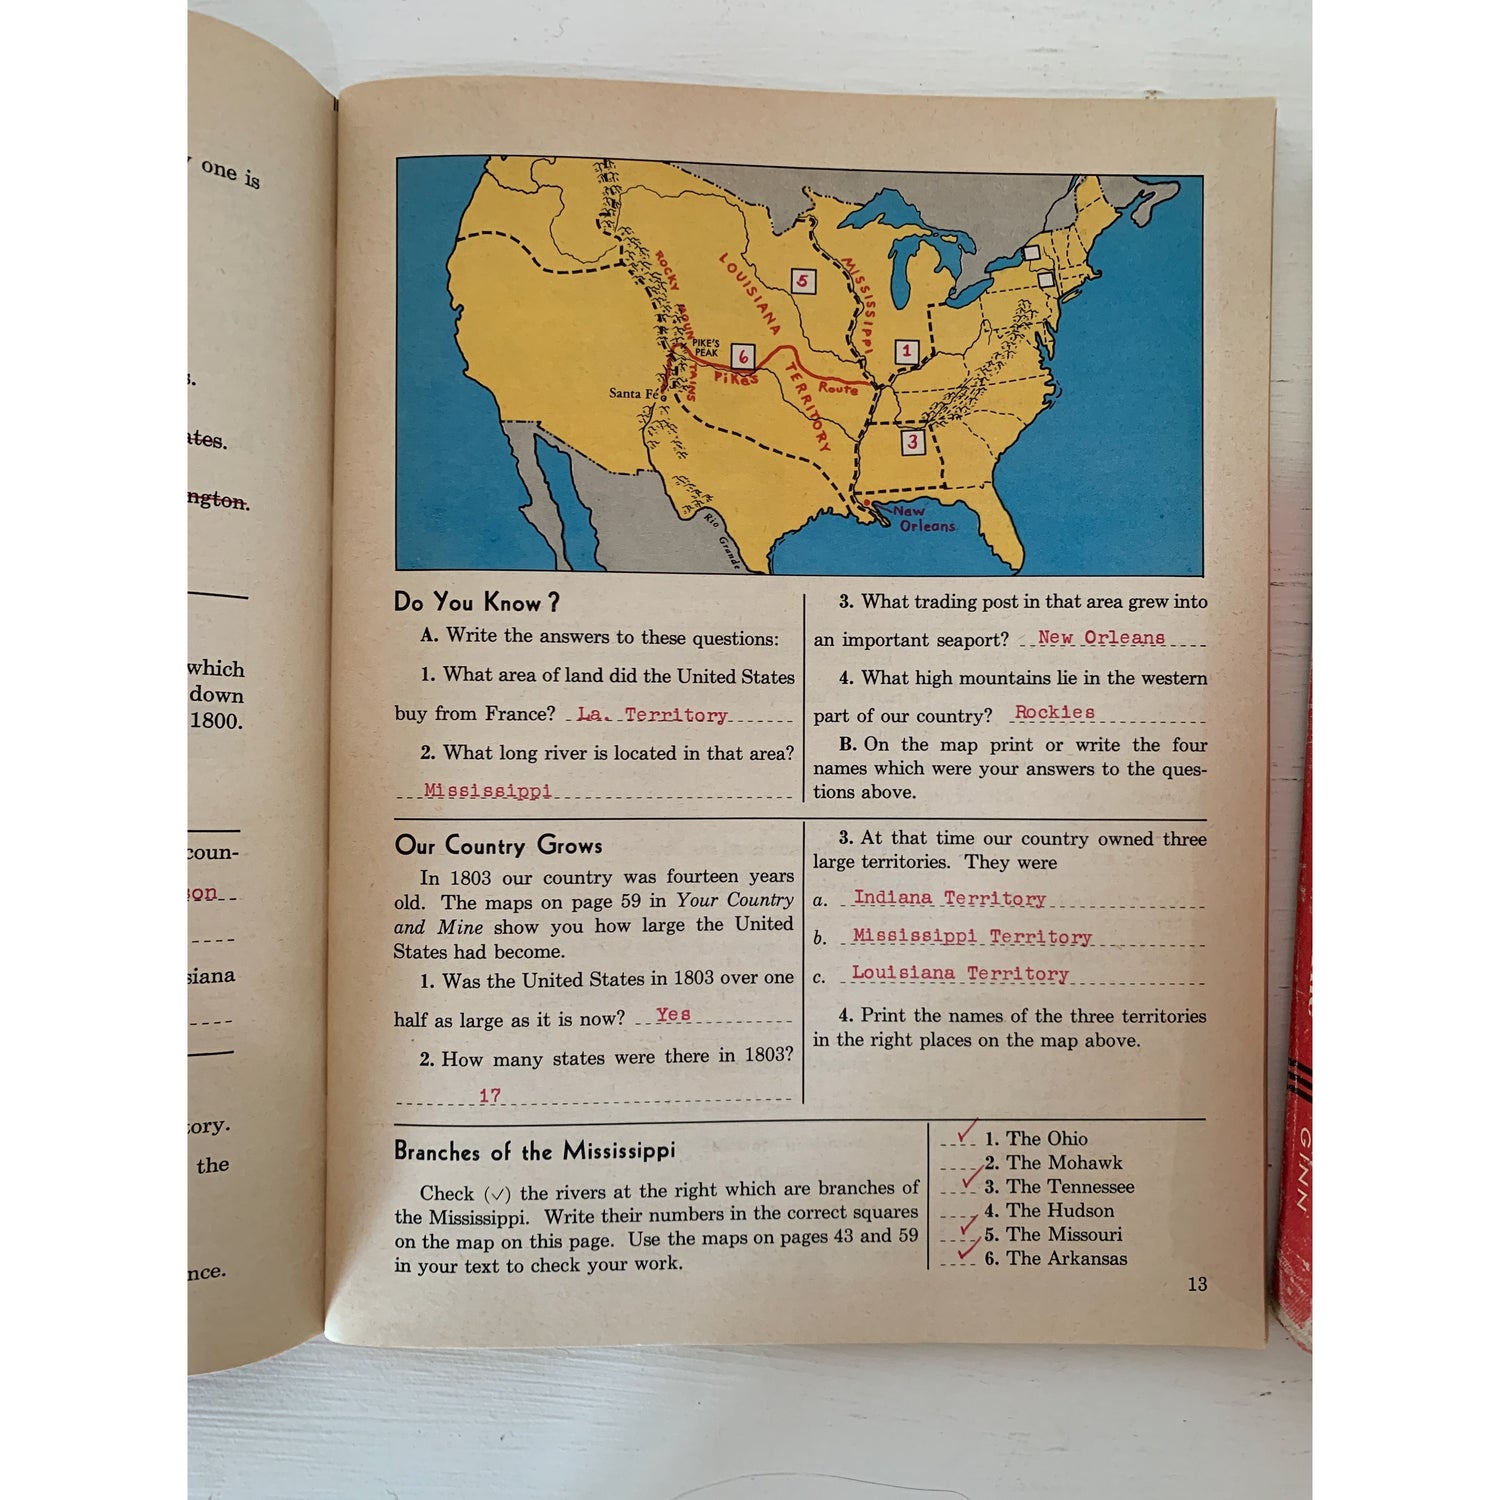 y one is
s.
ates.
ngton.
which
down
1800.
coun-
son
siana
tory.
the
nce.
ROCKY MOUNTAINS
LOUISIANA
TERRITORY
MISSISSIPPI
5
6
1
3
PIKE'S
PEAK
Pikes Route
Santa Fé
New
Orleans
Rio Grande
Do You Know?
A. Write the answers to these questions:
1. What area of land did the United States
buy from France? La. Territory
2. What long river is located in that area?
Mississippi
3. What trading post in that area grew into
an important seaport? New Orleans
4. What high mountains lie in the western
part of our country? Rockies
B. On the map print or write the four
names which were your answers to the ques-
tions above.
Our Country Grows
In 1803 our country was fourteen years
old. The maps on page 59 in Your Country
and Mine show you how large the United
States had become.
1. Was the United States in 1803 over one
half as large as it is now? Yes
2. How many states were there in 1803?
17
3. At that time our country owned three
large territories. They were
a. Indiana Territory
b. Mississippi Territory
c. Louisiana Territory
4. Print the names of the three territories
in the right places on the map above.
Branches of the Mississippi
Check (✓) the rivers at the right which are branches of
the Mississippi. Write their numbers in the correct squares
on the map on this page. Use the maps on pages 43 and 59
in your text to check your work.
✓ 1. The Ohio
2. The Mohawk
✓ 3. The Tennessee
4. The Hudson
✓ 5. The Missouri
✓ 6. The Arkansas
13
GINN